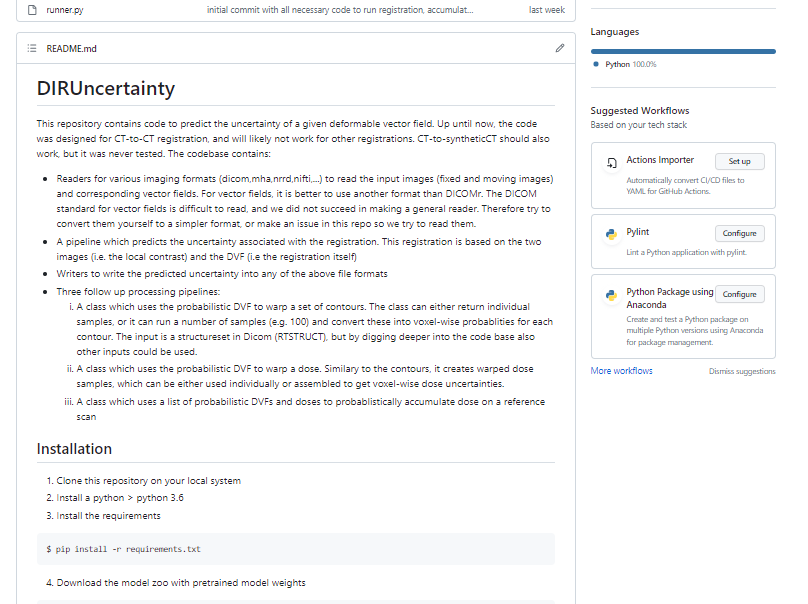 runner.py initial commit with all necessary code to run registration, accumulat... last week
README.md
DIRUncertainty
This repository contains code to predict the uncertainty of a given deformable vector field. Up until now, the code
was designed for CT-to-CT registration, and will likely not work for other registrations. CT-to-syntheticCT should also
work, but it was never tested. The codebase contains:
• Readers for various imaging formats (dicom,mha,nrrd,nifti,...) to read the input images (fixed and moving images)
and corresponding vector fields. For vector fields, it is better to use another format than DICOMr. The DICOM
standard for vector fields is difficult to read, and we did not succeed in making a general reader. Therefore try to
convert them yourself to a simpler format, or make an issue in this repo so we try to read them.
• A pipeline which predicts the uncertainty associated with the registration. This registration is based on the two
images (i.e. the local contrast) and the DVF (i.e the registration itself)
• Writers to write the predicted uncertainty into any of the above file formats
• Three follow up processing pipelines:
i. A class which uses the probabilistic DVF to warp a set of contours. The class can either return individual
samples, or it can run a number of samples (e.g. 100) and convert these into voxel-wise probablities for each
contour. The input is a structureset in Dicom (RTSTRUCT), but by digging deeper into the code base also
other inputs could be used.
ii. A class which uses the probabilistic DVF to warp a dose. Similary to the contours, it creates warped dose
samples, which can be either used individually or assembled to get voxel-wise dose uncertainties.
iii. A class which uses a list of probabilistic DVFs and doses to probablistically accumulate dose on a reference
scan
Installation
1. Clone this repository on your local system
2. Install a python > python 3.6
3. Install the requirements
$ pip install -r requirements.txt
4. Download the model zoo with pretrained model weights
Languages
Python 100.0%
Suggested Workflows
Based on your tech stack
Actions Importer Set up
Automatically convert CI/CD files to
YAML for GitHub Actions.
Pylint Configure
Lint a Python application with pylint.
Python Package using Configure
Anaconda
Create and test a Python package on
multiple Python versions using Anaconda
for package management.
More workflows Dismiss suggestions